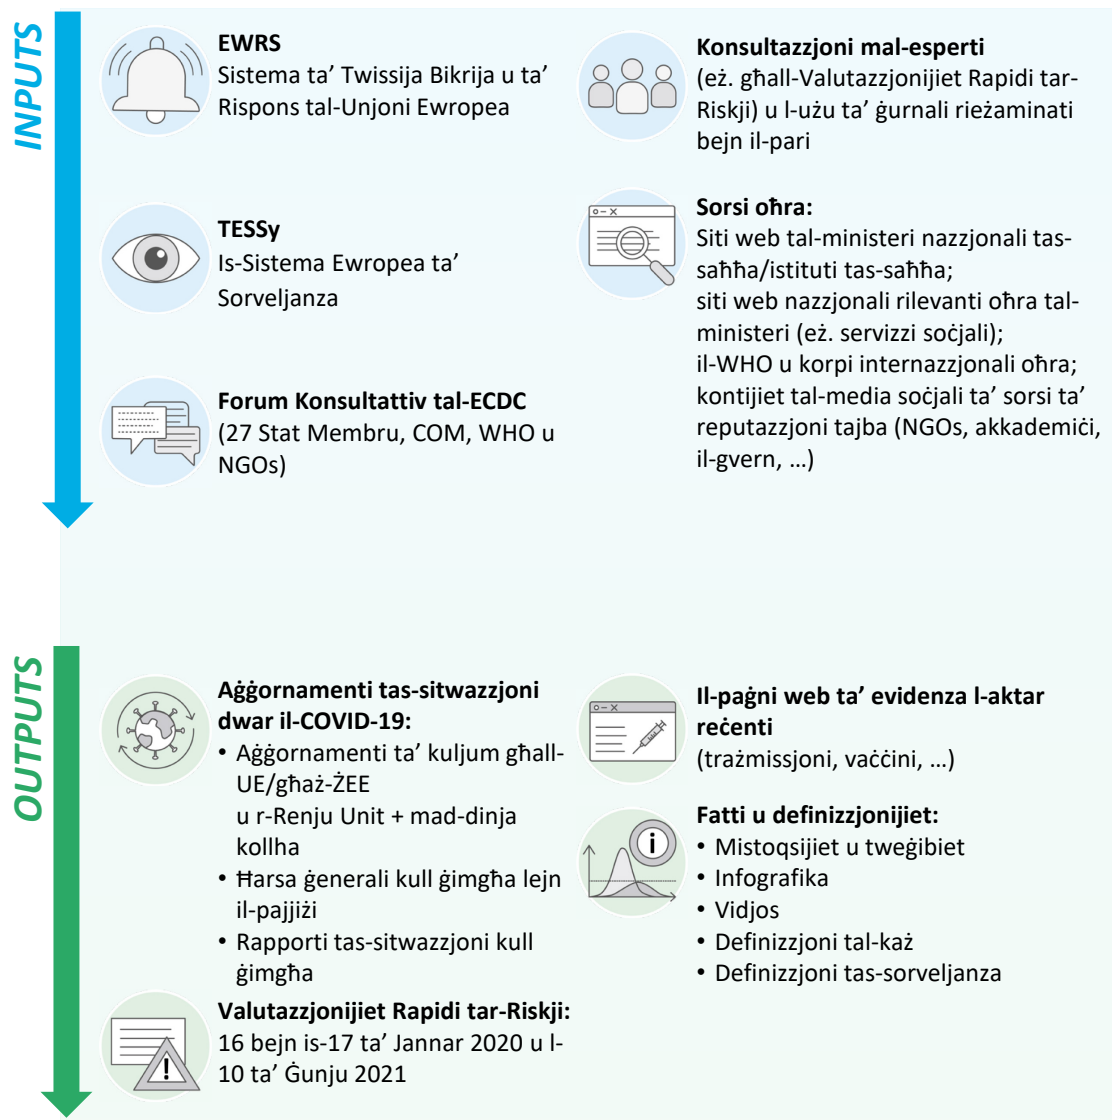 INPUTS
EWRS
Sistema ta’ Twissija Bikrija u ta’
Rispons tal-Unjoni Ewropea
TESSy
Is-Sistema Ewropea ta’
Sorveljanza
Forum Konsultattiv tal-ECDC
(27 Stat Membru, COM, WHO u
NGOs)
Konsultazzjoni mal-esperti
(eż. għall-Valutazzjonijiet Rapidi tar-
Riskji) u l-użu ta’ ġurnali rieżaminati
bejn il-pari
Sorsi oħra:
Siti web tal-ministeri nazzjonali tas-
saħħa/istituti tas-saħħa;
siti web nazzjonali rilevanti oħra tal-
ministeri (eż. servizzi soċjali);
il-WHO u korpi internazzjonali oħra;
kontijiet tal-media soċjali ta’ sorsi ta’
reputazzjoni tajba (NGOs, akkademiċi,
il-gvern, ...)
OUTPUTS
Aġġornamenti tas-sitwazzjoni
dwar il-COVID-19:
• Aġġornamenti ta’ kuljum għall-
UE/għaż-ŻEE
u r-Renju Unit + mad-dinja
kollha
• Ħarsa ġenerali kull ġimgħa lejn
il-pajjiżi
• Rapporti tas-sitwazzjoni kull
ġimgħa
Valutazzjonijiet Rapidi tar-Riskji:
16 bejn is-17 ta’ Jannar 2020 u l-
10 ta’ Ġunju 2021
Il-paġni web ta’ evidenza l-aktar
reċenti
(trażmissjoni, vaċċini, ...)
Fatti u definizzjonijiet:
• Mistoqsijiet u tweġibiet
• Infografika
• Vidjos
• Definizzjoni tal-każ
• Definizzjoni tas-sorveljanza